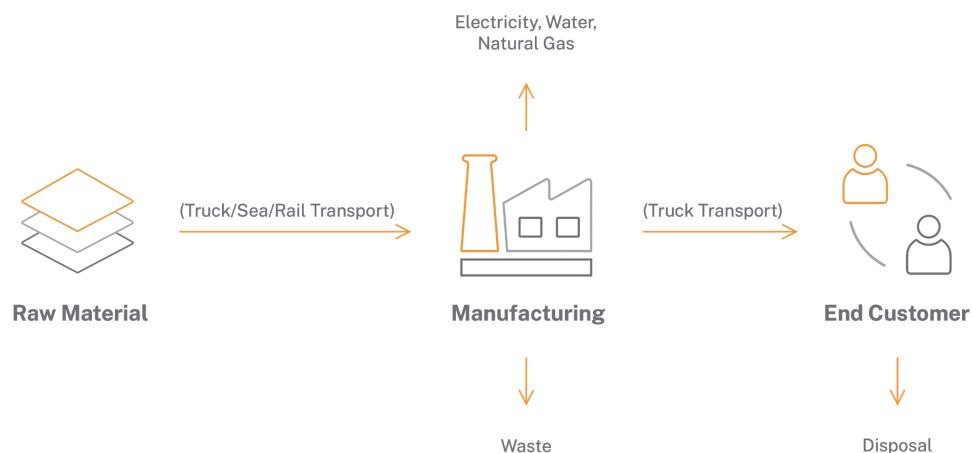 Electricity, Water,
Natural Gas
(Truck/Sea/Rail Transport)
(Truck Transport)
Raw Material
Manufacturing
End Customer
Waste
Disposal